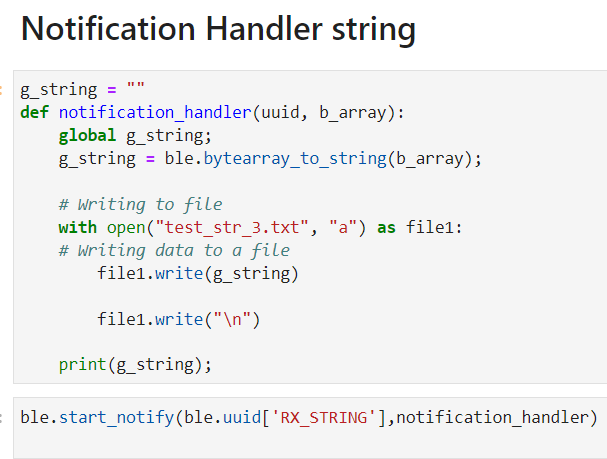 Notification Handler string
g_string = ""
def notification_handler(uuid, b_array):
    global g_string;
    g_string = ble.bytearray_to_string(b_array);
    # Writing to file
    with open("test_str_3.txt", "a") as file1:
    # Writing data to a file
        file1.write(g_string)
        file1.write("\n")
    print(g_string);
ble.start_notify(ble.uuid['RX_STRING'],notification_handler)